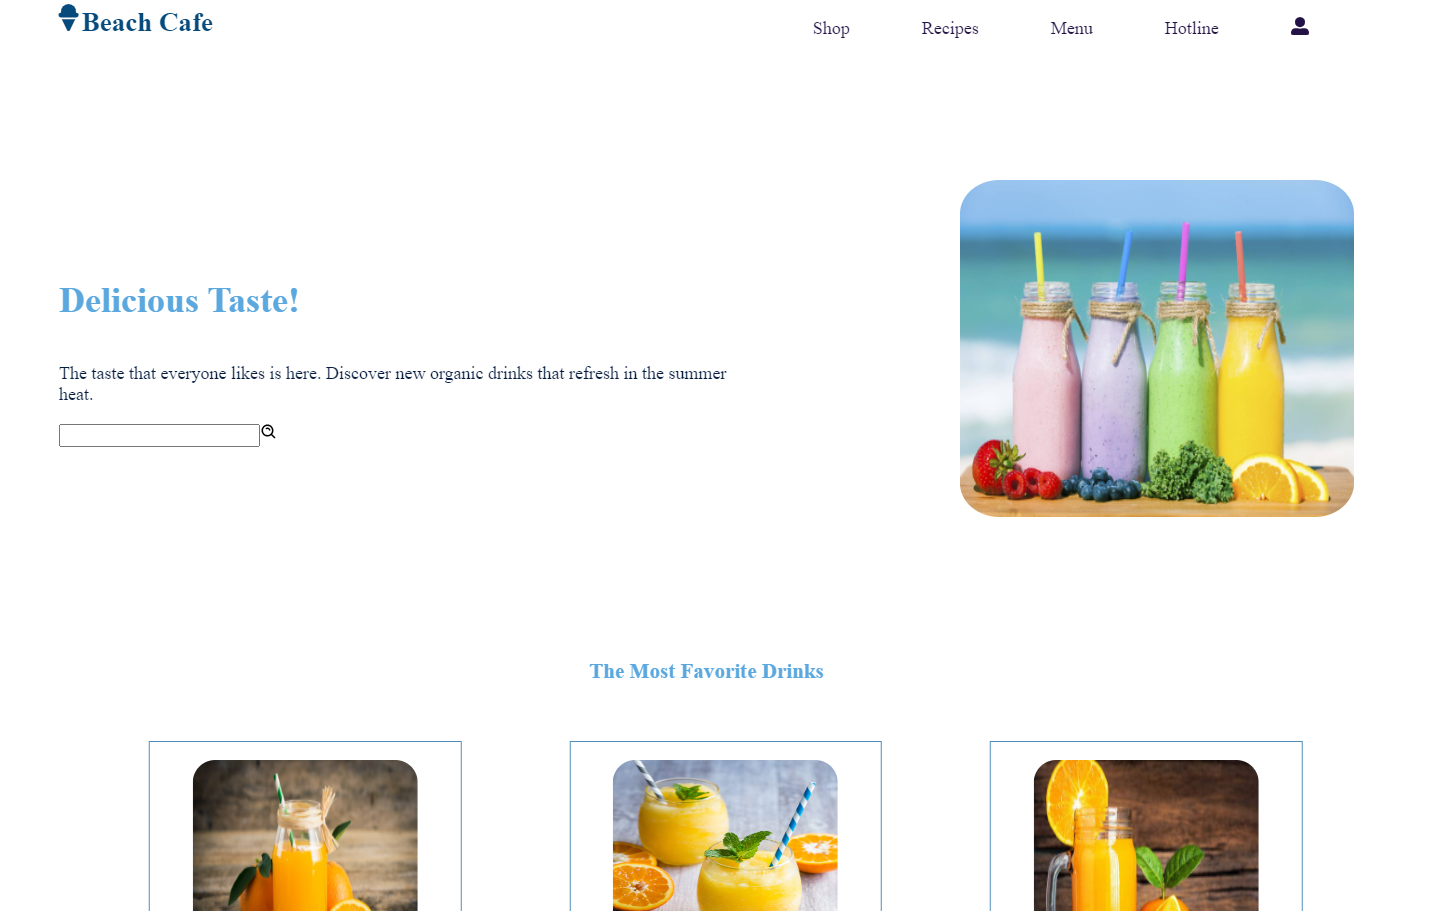 Beach Cafe
Shop Recipes Menu Hotline
Delicious Taste!
The taste that everyone likes is here. Discover new organic drinks that refresh in the summer
heat.
The Most Favorite Drinks